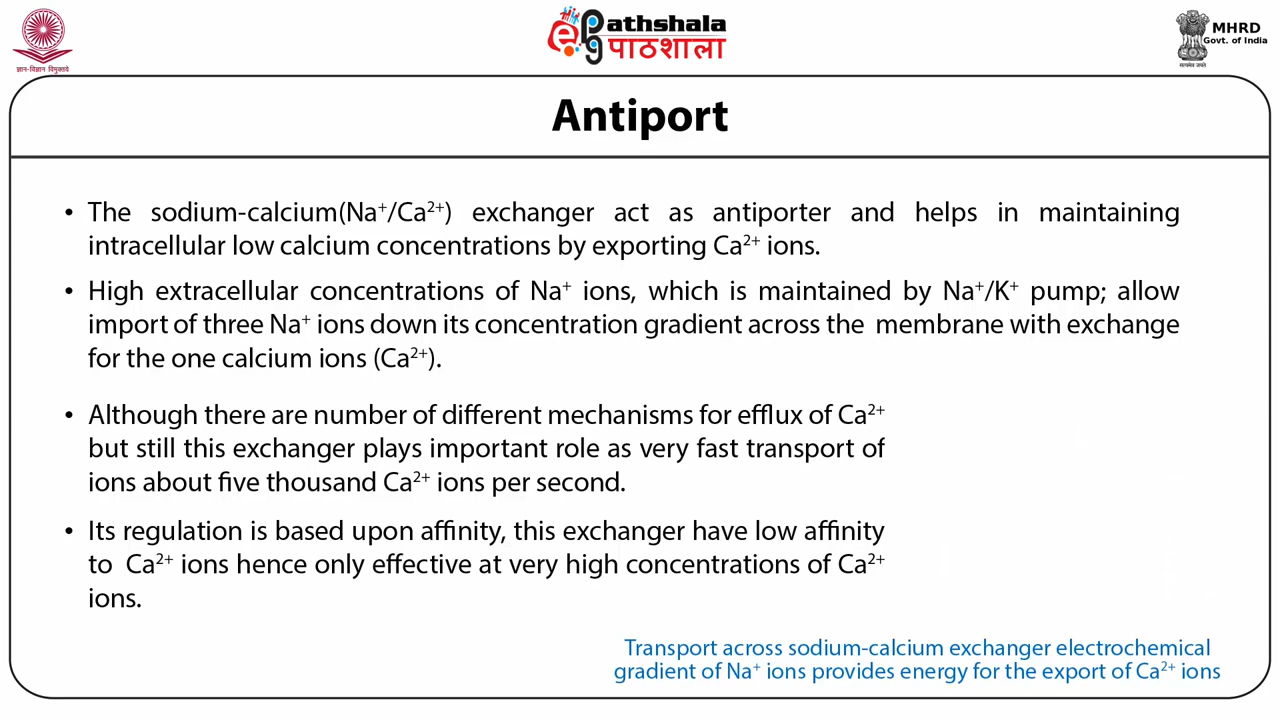 ज्ञान-विज्ञान विमुक्तये
e Pg athshala
पाठशाला
MHRD
Govt. of India
सत्यमेव जयते
Antiport
• The sodium-calcium(Na⁺/Ca²⁺) exchanger act as antiporter and helps in maintaining
intracellular low calcium concentrations by exporting Ca²⁺ ions.
• High extracellular concentrations of Na⁺ ions, which is maintained by Na⁺/K⁺ pump; allow
import of three Na⁺ ions down its concentration gradient across the membrane with exchange
for the one calcium ions (Ca²⁺).
• Although there are number of different mechanisms for efflux of Ca²⁺
but still this exchanger plays important role as very fast transport of
ions about five thousand Ca²⁺ ions per second.
• Its regulation is based upon affinity, this exchanger have low affinity
to Ca²⁺ ions hence only effective at very high concentrations of Ca²⁺
ions.
Transport across sodium-calcium exchanger electrochemical
gradient of Na⁺ ions provides energy for the export of Ca²⁺ ions